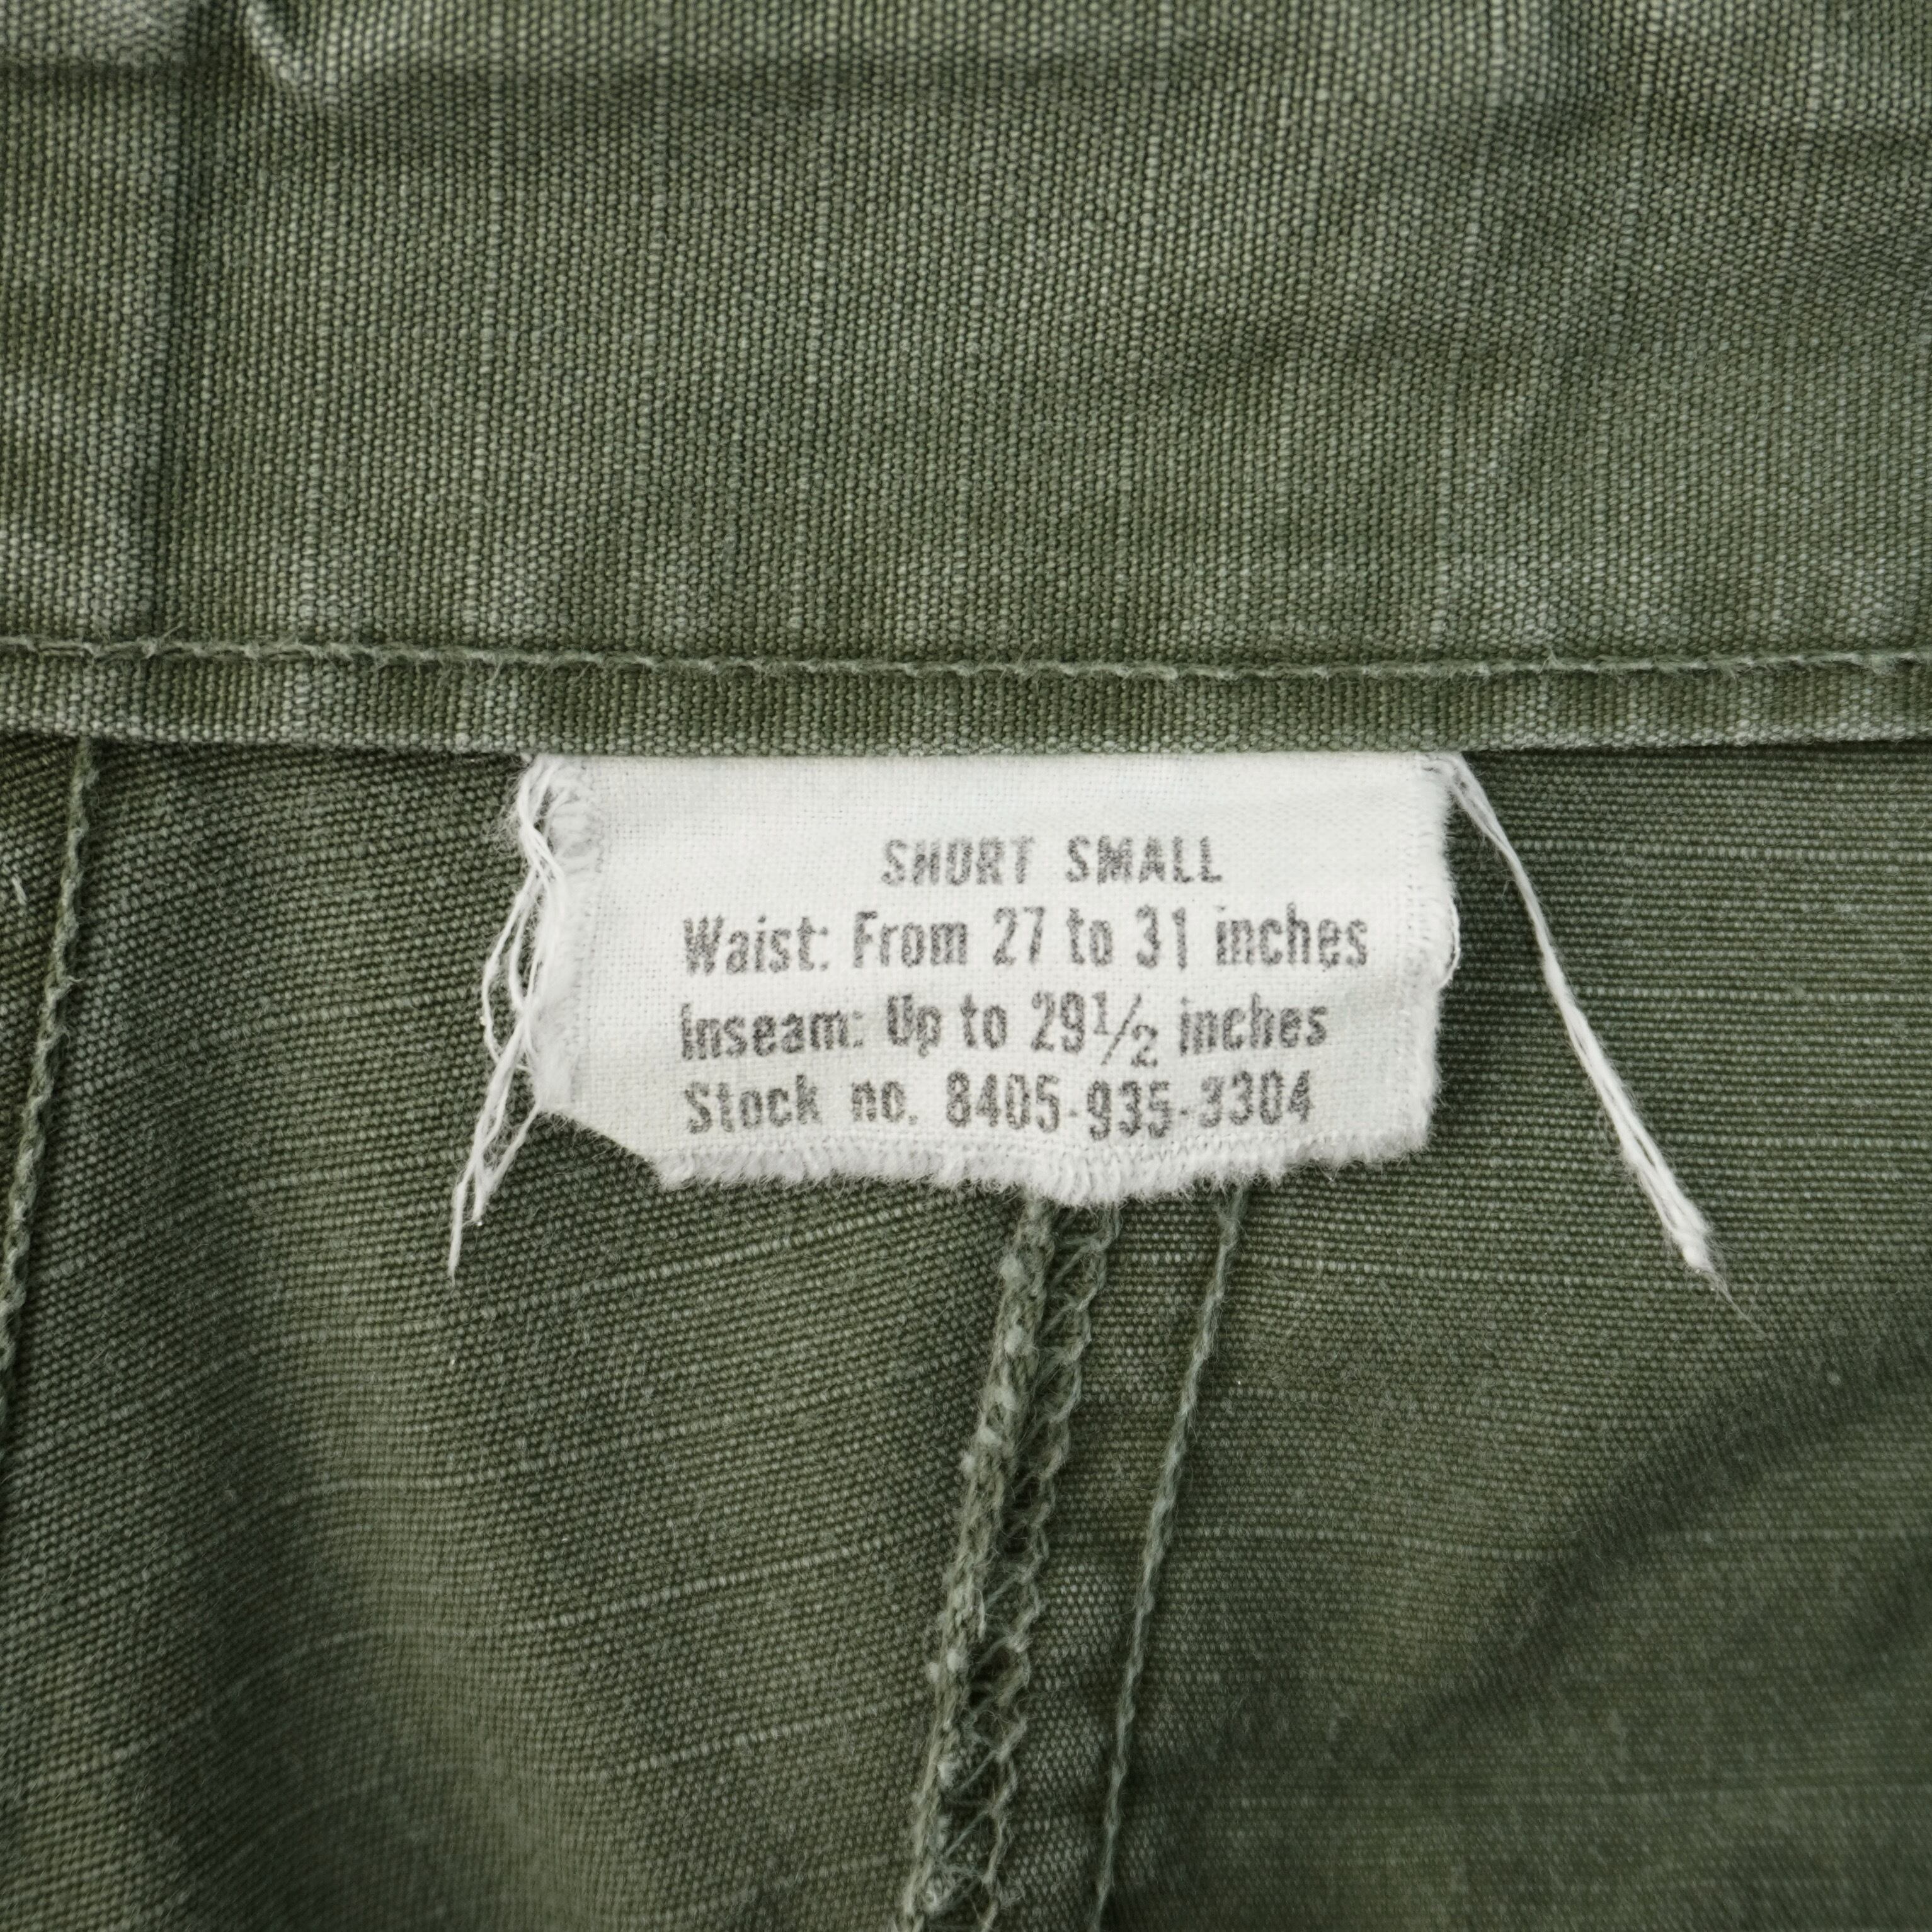 SHORT SMALL
Waist: From 27 to 31 inches
Inseam: Up to 29½ inches
Stock no. 8405-935-3304